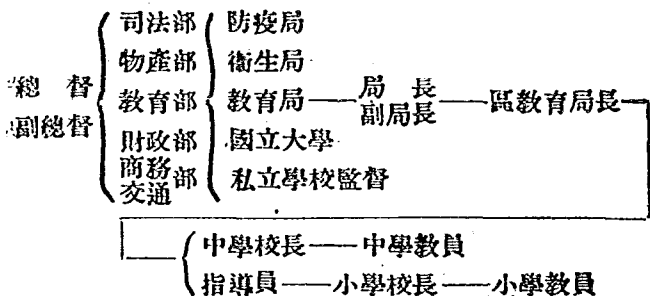 司法部 防疫局
物產部 衞生局
總督 教育部 教育局——局長 副局長——區教育局長
副總督 財政部 國立大學
商務交通部 私立學校監督
中學校長——中學教員
指導員——小學校長——小學教員